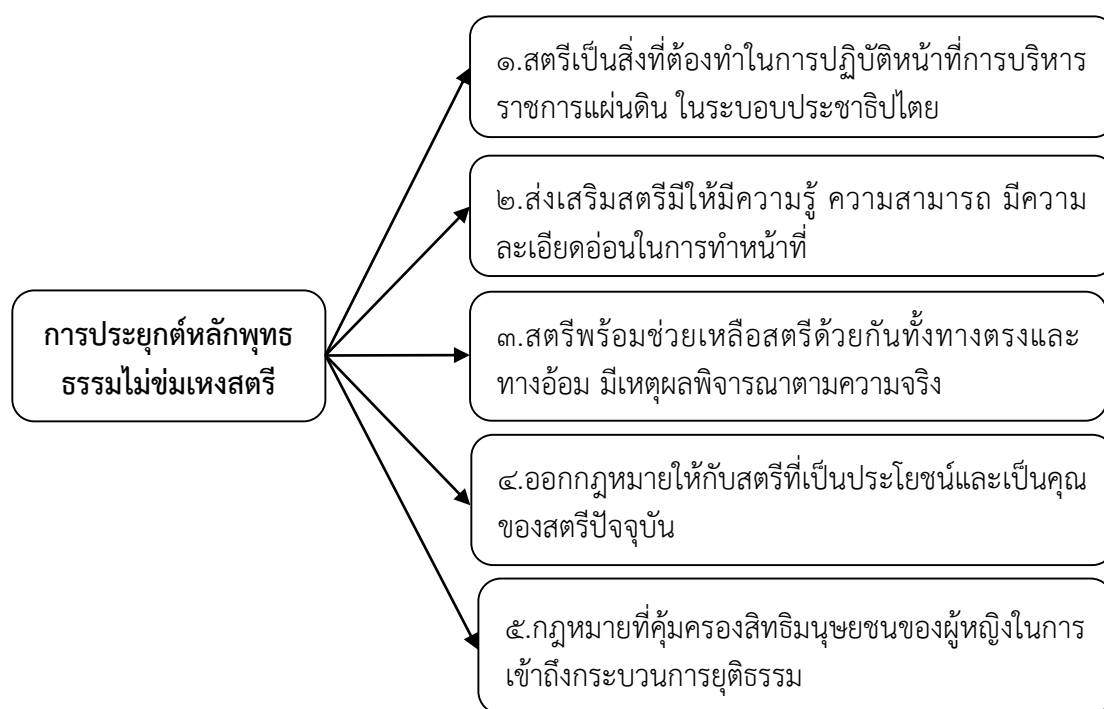 ๑.สตรีเป็นสิ่งที่ต้องทำในการปฏิบัติหน้าที่การบริหาร
ราชการแผ่นดิน ในระบอบประชาธิปไตย
๒.ส่งเสริมสตรีมีให้มีความรู้ ความสามารถ มีความ
ละเอียดอ่อนในการทำหน้าที่
การประยุกต์หลักพุทธ
ธรรมไม่ข่มเหงสตรี
๓.สตรีพร้อมช่วยเหลือสตรีด้วยกันทั้งทางตรงและ
ทางอ้อม มีเหตุผลพิจารณาตามความจริง
๔.ออกกฎหมายให้กับสตรีที่เป็นประโยชน์และเป็นคุณ
ของสตรีปัจจุบัน
๕.กฎหมายที่คุ้มครองสิทธิมนุษยชนของผู้หญิงในการ
เข้าถึงกระบวนการยุติธรรม